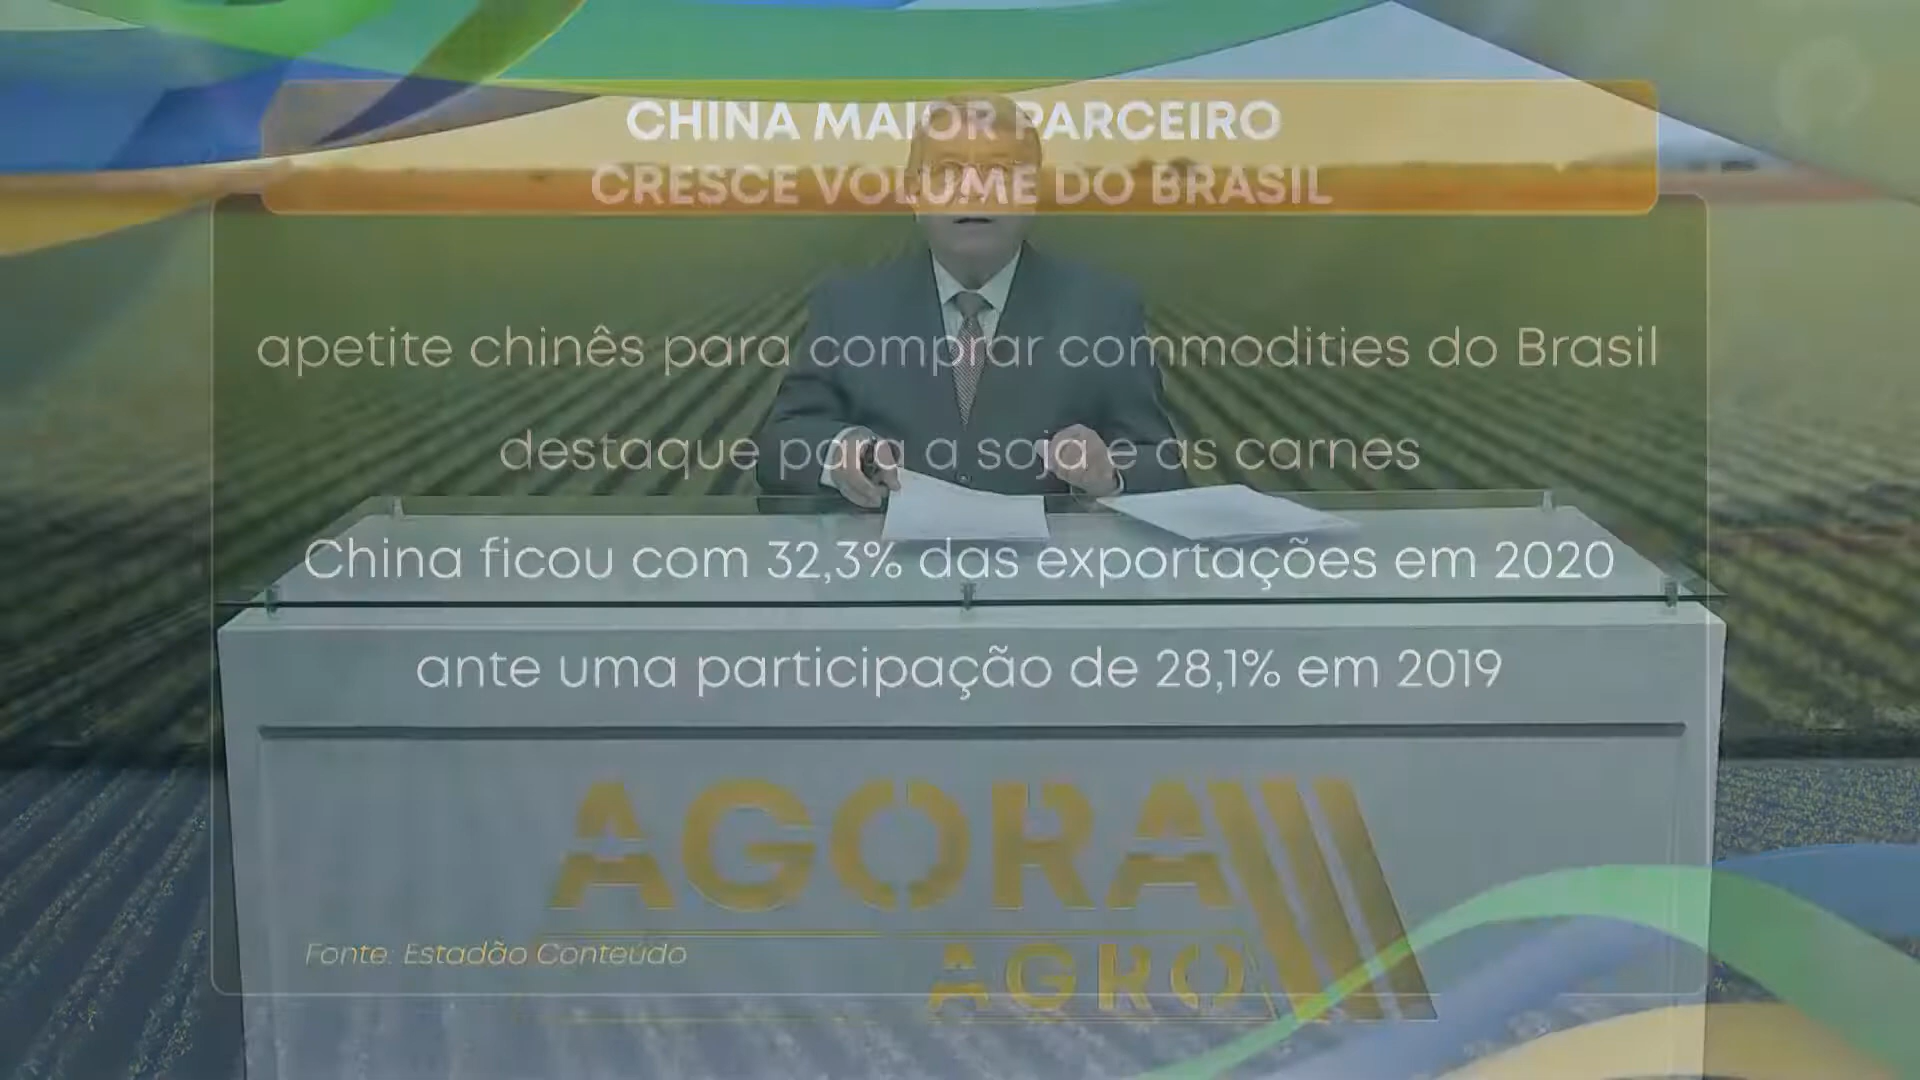 CHINA MAIOR PARCEIRO
CRESCE VOLUME DO BRASIL
apetite chinês para comprar commodities do Brasil
destaque para a soja e as carnes
China ficou com 32,3% das exportações em 2020
ante uma participação de 28,1% em 2019
AGORA
AGRO
Fonte: Estadão Conteúdo